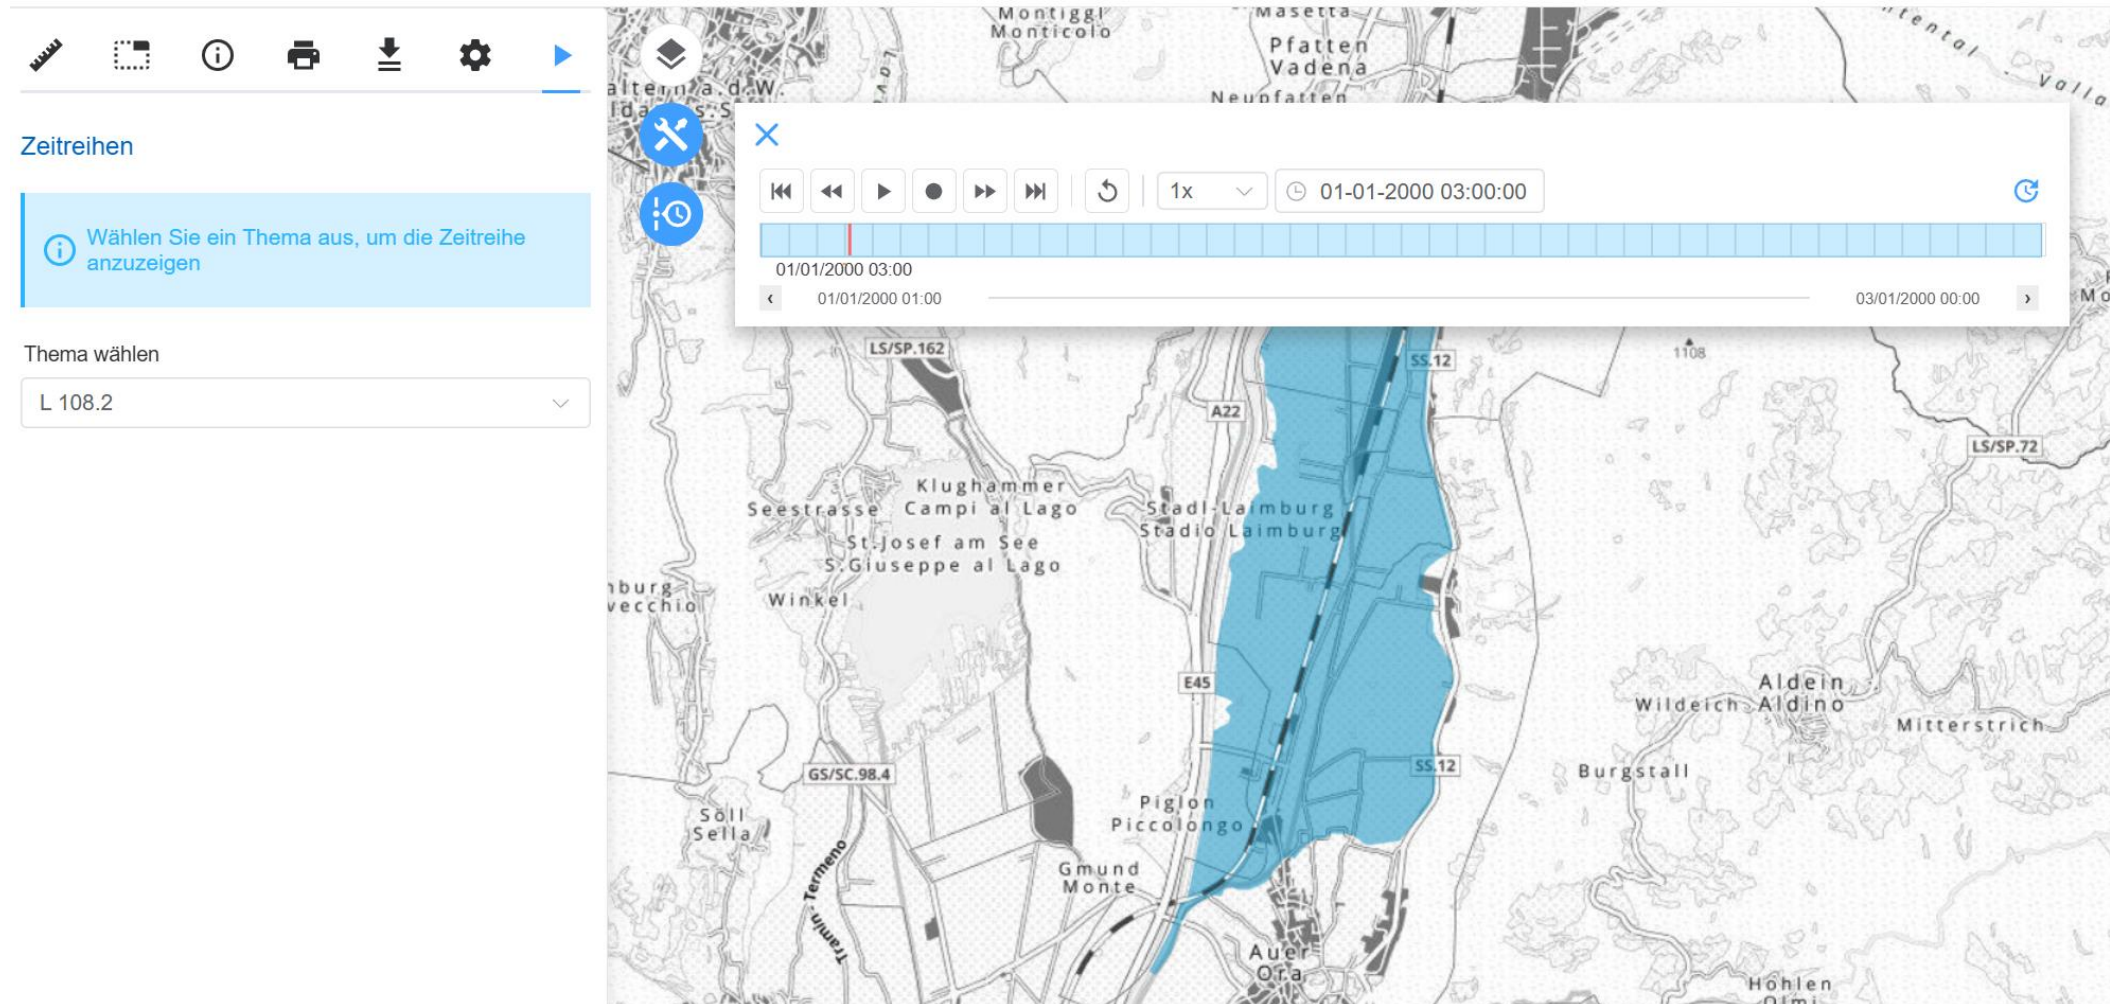 Zeitreihen
Wählen Sie ein Thema aus, um die Zeitreihe
anzuzeigen
Thema wählen
L 108.2
Montiggl
Monticolo
Masetta
Pfatten
Vadena
Neupfatten
1x
01-01-2000 03:00:00
01/01/2000 03:00
‹ 01/01/2000 01:00
03/01/2000 00:00 ›
LS/SP.162
SS.12
1108
A22
LS/SP.72
Klughammer
Campi al Lago
Seestrasse
Stadl-Laimburg
Stadio Laimburg
St.Josef am See
S.Giuseppe al Lago
Winkel
E45
Aldein
Aldino
Wildeich
Mitterstrich
GS/SC.98.4
SS.12
Burgstall
Söll
Sella
Piglon
Piccolongo
Gmund
Monte
Tramin - Termeno
Auer
Ora
Höhlen
Olmi